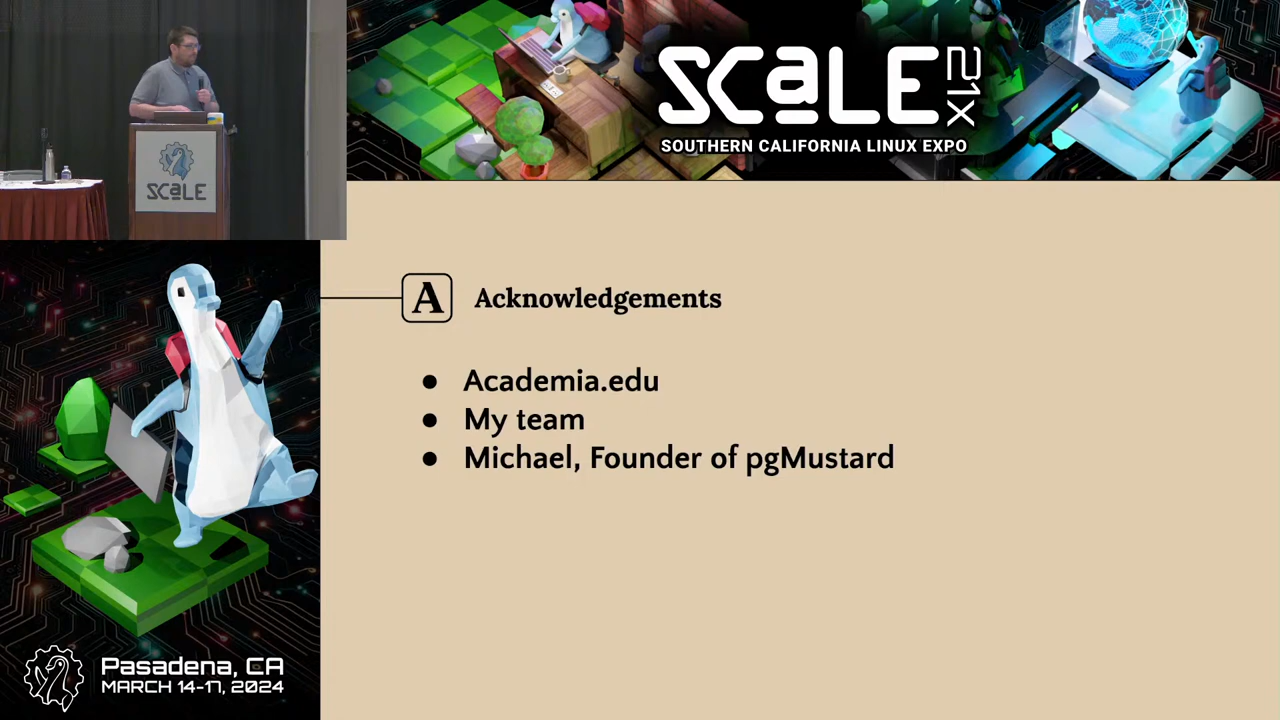 SCaLE 21x
SOUTHERN CALIFORNIA LINUX EXPO
SCaLE
A Acknowledgements
● Academia.edu
● My team
● Michael, Founder of pgMustard
Pasadena, CA
MARCH 14-17, 2024